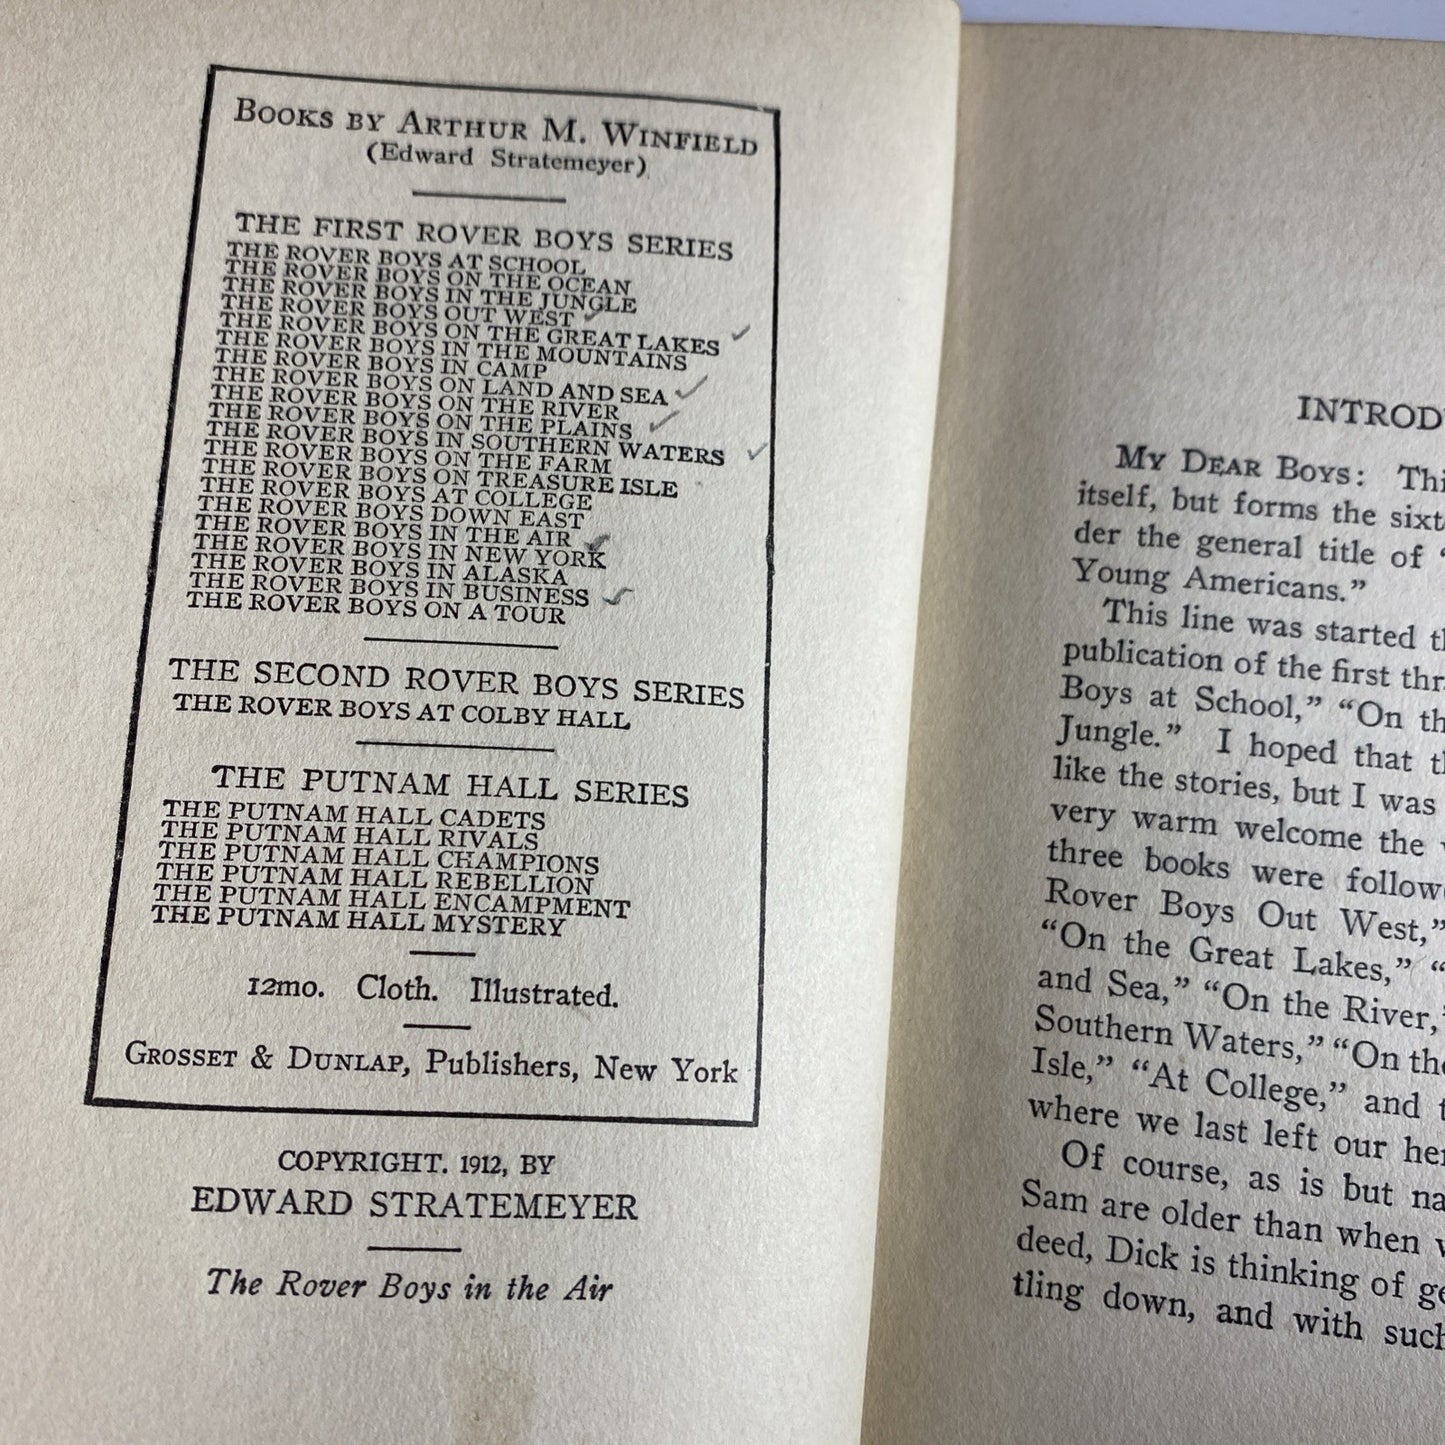 BOOKS BY ARTHUR M. WINFIELD
(Edward Stratemeyer)
THE FIRST ROVER BOYS SERIES
THE ROVER BOYS AT SCHOOL
THE ROVER BOYS ON THE OCEAN
THE ROVER BOYS IN THE JUNGLE
THE ROVER BOYS OUT WEST
THE ROVER BOYS ON THE GREAT LAKES
THE ROVER BOYS IN THE MOUNTAINS
THE ROVER BOYS IN CAMP
THE ROVER BOYS ON LAND AND SEA
THE ROVER BOYS ON THE RIVER
THE ROVER BOYS ON THE PLAINS
THE ROVER BOYS IN SOUTHERN WATERS
THE ROVER BOYS ON THE FARM
THE ROVER BOYS ON TREASURE ISLE
THE ROVER BOYS AT COLLEGE
THE ROVER BOYS DOWN EAST
THE ROVER BOYS IN THE AIR
THE ROVER BOYS IN NEW YORK
THE ROVER BOYS IN ALASKA
THE ROVER BOYS IN BUSINESS
THE ROVER BOYS ON A TOUR
THE SECOND ROVER BOYS SERIES
THE ROVER BOYS AT COLBY HALL
THE PUTNAM HALL SERIES
THE PUTNAM HALL CADETS
THE PUTNAM HALL RIVALS
THE PUTNAM HALL CHAMPIONS
THE PUTNAM HALL REBELLION
THE PUTNAM HALL ENCAMPMENT
THE PUTNAM HALL MYSTERY
12mo. Cloth. Illustrated.
GROSSET & DUNLAP, Publishers, New York
COPYRIGHT. 1912, BY
EDWARD STRATEMEYER
The Rover Boys in the Air
INTROD
MY DEAR BOYS: Thi
itself, but forms the sixt
der the general title of "
Young Americans."
This line was started th
publication of the first thr
Boys at School," "On th
Jungle." I hoped that th
like the stories, but I was
very warm welcome the
three books were followe
Rover Boys Out West,"
"On the Great Lakes," "
and Sea," "On the River,"
Southern Waters," "On the
Isle," "At College," and t
where we last left our her
Of course, as is but na
Sam are older than when
deed, Dick is thinking of ge
tling down, and with such